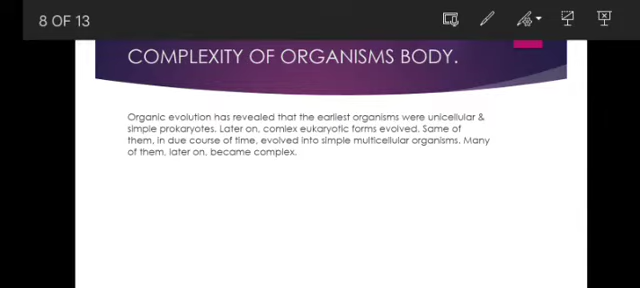 8 OF 13
COMPLEXITY OF ORGANISMS BODY.
Organic evolution has revealed that the earliest organisms were unicellular &
simple prokaryotes. Later on, comlex eukaryotic forms evolved. Same of
them, in due course of time, evolved into simple multicellular organisms. Many
of them, later on, became complex.